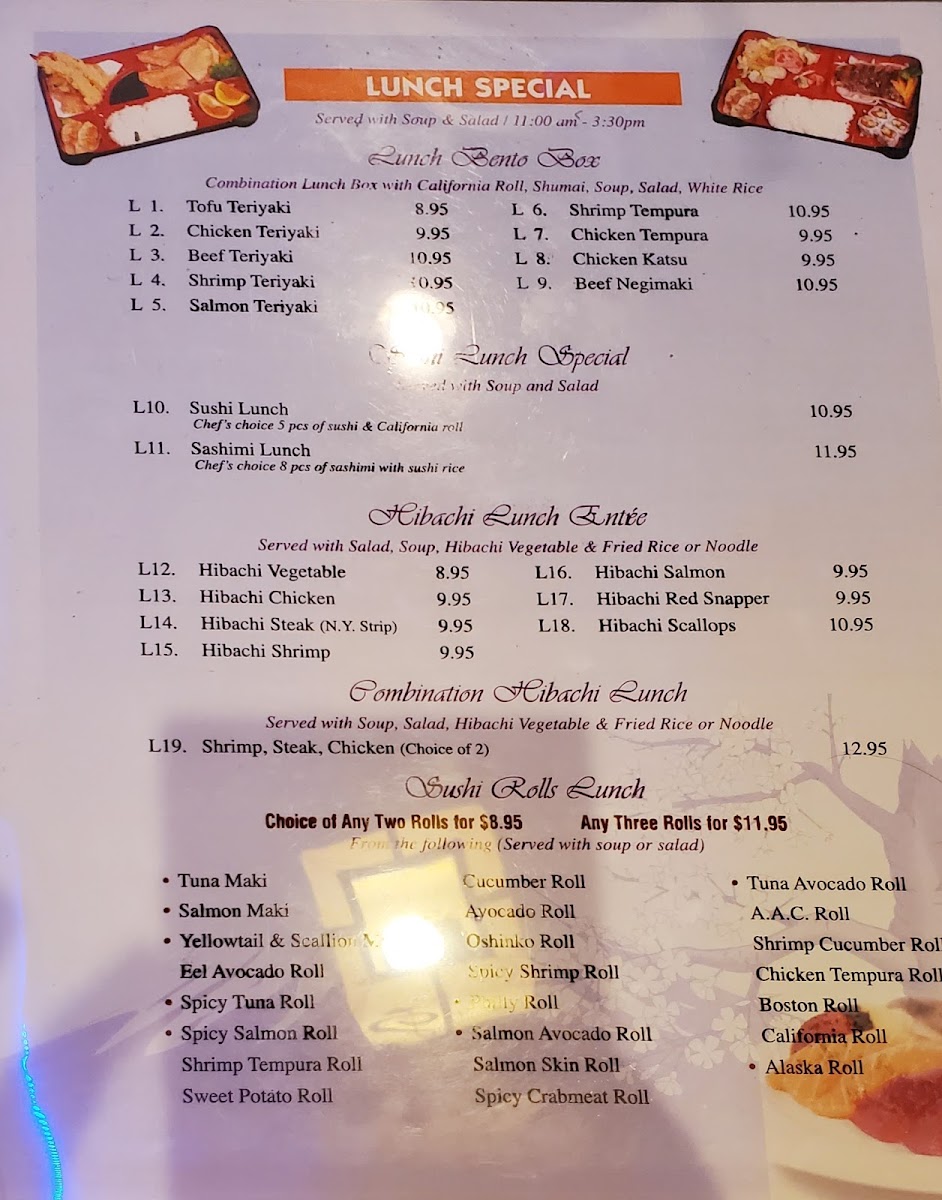 LUNCH SPECIAL
Served with Soup & Salad / 11:00 am - 3:30pm
Lunch Bento Box
Combination Lunch Box with California Roll, Shumai, Soup, Salad, White Rice
L 1. Tofu Teriyaki 8.95 L 6. Shrimp Tempura 10.95
L 2. Chicken Teriyaki 9.95 L 7. Chicken Tempura 9.95
L 3. Beef Teriyaki 10.95 L 8. Chicken Katsu 9.95
L 4. Shrimp Teriyaki 10.95 L 9. Beef Negimaki 10.95
L 5. Salmon Teriyaki 10.95
Lunch Special
Served with Soup and Salad
L10. Sushi Lunch 10.95
Chef's choice 5 pcs of sushi & California roll
L11. Sashimi Lunch 11.95
Chef's choice 8 pcs of sashimi with sushi rice
Hibachi Lunch Entrée
Served with Salad, Soup, Hibachi Vegetable & Fried Rice or Noodle
L12. Hibachi Vegetable 8.95 L16. Hibachi Salmon 9.95
L13. Hibachi Chicken 9.95 L17. Hibachi Red Snapper 9.95
L14. Hibachi Steak (N.Y. Strip) 9.95 L18. Hibachi Scallops 10.95
L15. Hibachi Shrimp 9.95
Combination Hibachi Lunch
Served with Soup, Salad, Hibachi Vegetable & Fried Rice or Noodle
L19. Shrimp, Steak, Chicken (Choice of 2) 12.95
Sushi Rolls Lunch
Choice of Any Two Rolls for $8.95 Any Three Rolls for $11.95
From the following (Served with soup or salad)
• Tuna Maki Cucumber Roll • Tuna Avocado Roll
• Salmon Maki Avocado Roll A.A.C. Roll
• Yellowtail & Scallion Oshinko Roll Shrimp Cucumber Roll
Eel Avocado Roll Spicy Shrimp Roll Chicken Tempura Roll
• Spicy Tuna Roll • Philly Roll Boston Roll
• Spicy Salmon Roll • Salmon Avocado Roll California Roll
Shrimp Tempura Roll Salmon Skin Roll • Alaska Roll
Sweet Potato Roll Spicy Crabmeat Roll